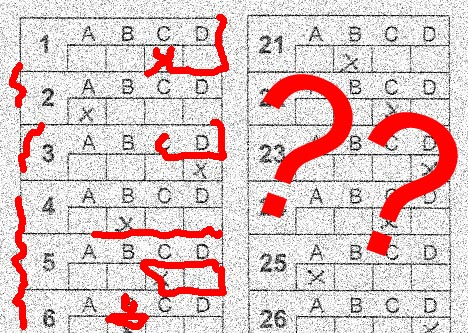 1 A B C D
X
2 A B C D
X
3 A B C D
X
4 A B C D
X
5 A B C D
X
6 A C D
21 A B C D
X
B C D
X
23 A B D
X
A B D
X
25 A B C D
X
26 A B C D
? ?